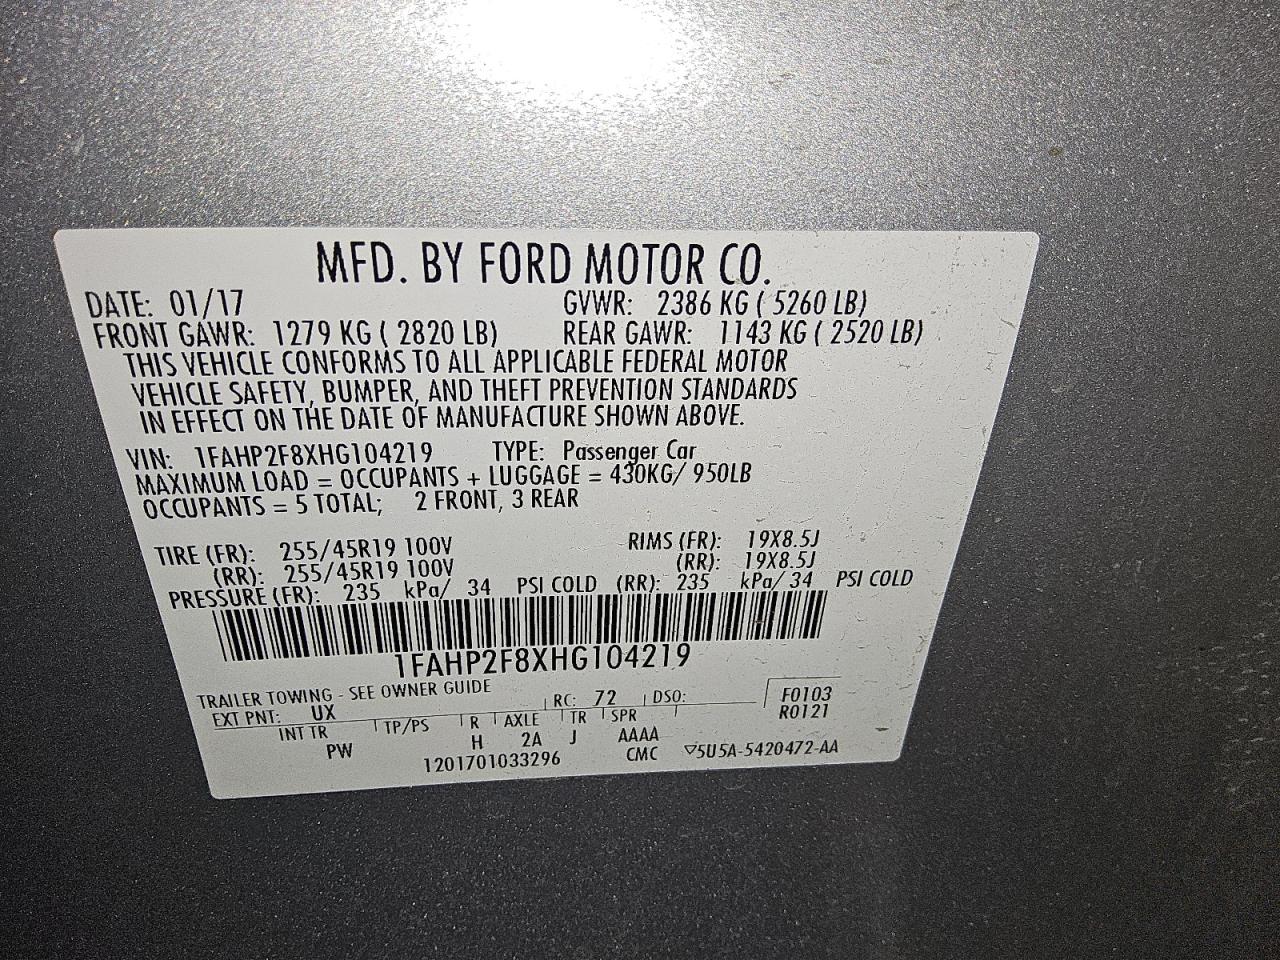 MFD. BY FORD MOTOR CO.
DATE: 01/17 GVWR: 2386 KG ( 5260 LB)
FRONT GAWR: 1279 KG ( 2820 LB) REAR GAWR: 1143 KG ( 2520 LB)
THIS VEHICLE CONFORMS TO ALL APPLICABLE FEDERAL MOTOR
VEHICLE SAFETY, BUMPER, AND THEFT PREVENTION STANDARDS
IN EFFECT ON THE DATE OF MANUFACTURE SHOWN ABOVE.
VIN: 1FAHP2F8XHG104219 TYPE: Passenger Car
MAXIMUM LOAD = OCCUPANTS + LUGGAGE = 430KG/ 950LB
OCCUPANTS = 5 TOTAL; 2 FRONT, 3 REAR
TIRE (FR): 255/45R19 100V RIMS (FR): 19X8.5J
(RR): 255/45R19 100V (RR): 19X8.5J
PRESSURE (FR): 235 kPa/ 34 PSI COLD (RR): 235 kPa/ 34 PSI COLD
1FAHP2F8XHG104219
TRAILER TOWING - SEE OWNER GUIDE
EXT PNT: UX RC: 72 DSO: F0103
R0121
INT TR TP/PS R AXLE TR SPR
PW H 2A J AAAA
1201701033296 CMC ▽5U5A-5420472-AA